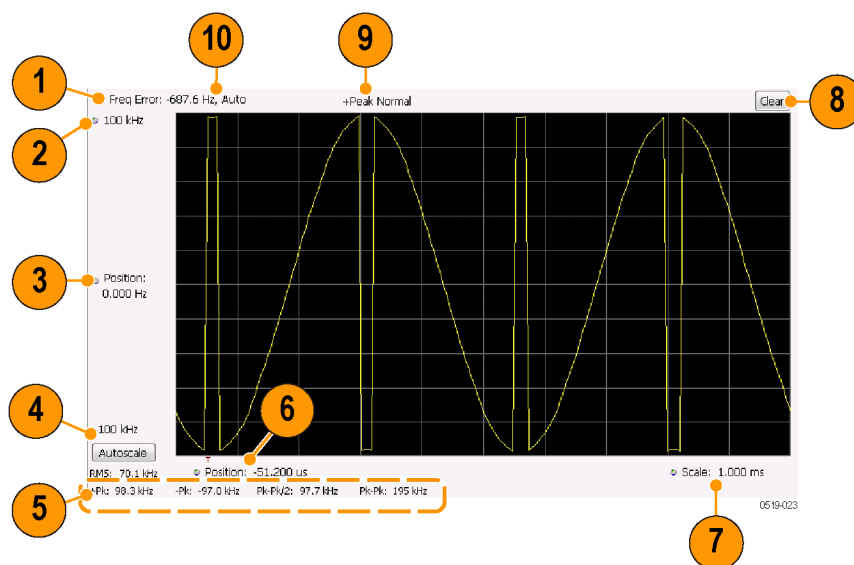 10
9
1
Freq Error: -687.6 Hz, Auto
+Peak Normal
Clear
8
100 kHz
2
3
Position:
0.000 Hz
4
100 kHz
6
Autoscale
RMS: 70.1 kHz
Position: -51.200 us
Scale: 1.000 ms
5
+Pk: 98.3 kHz
-Pk: -97.0 kHz
Pk-Pk/2: 97.7 kHz
Pk-Pk: 195 kHz
0519-023
7
T